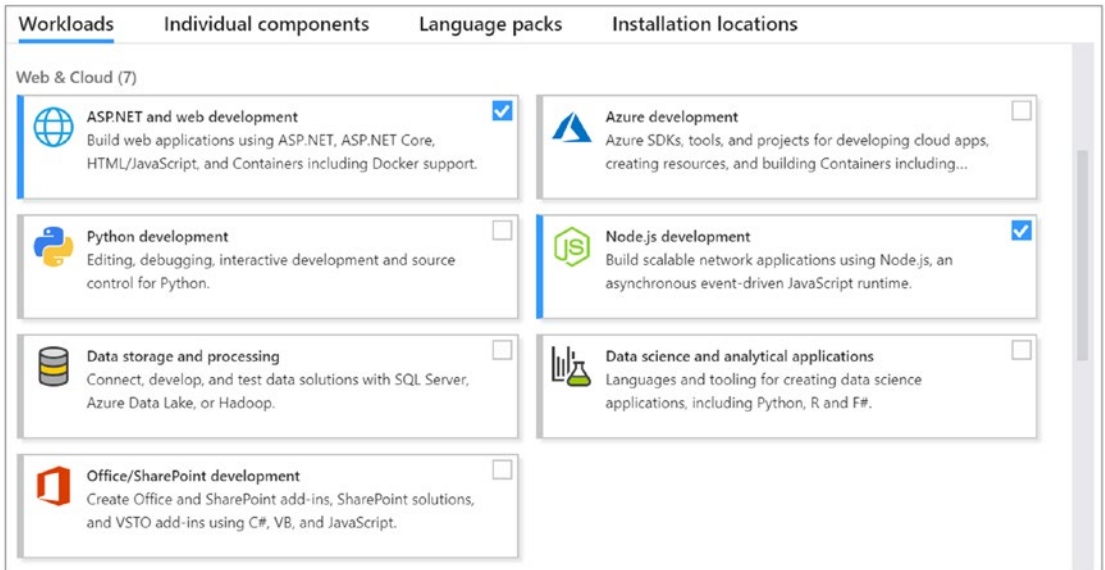 Workloads Individual components Language packs Installation locations
Web & Cloud (7)
ASP.NET and web development
Build web applications using ASP.NET, ASP.NET Core,
HTML/JavaScript, and Containers including Docker support.
Azure development
Azure SDKs, tools, and projects for developing cloud apps,
creating resources, and building Containers including...
Python development
Editing, debugging, interactive development and source
control for Python.
JS
Node.js development
Build scalable network applications using Node.js, an
asynchronous event-driven JavaScript runtime.
Data storage and processing
Connect, develop, and test data solutions with SQL Server,
Azure Data Lake, or Hadoop.
Data science and analytical applications
Languages and tooling for creating data science
applications, including Python, R and F#.
Office/SharePoint development
Create Office and SharePoint add-ins, SharePoint solutions,
and VSTO add-ins using C#, VB, and JavaScript.